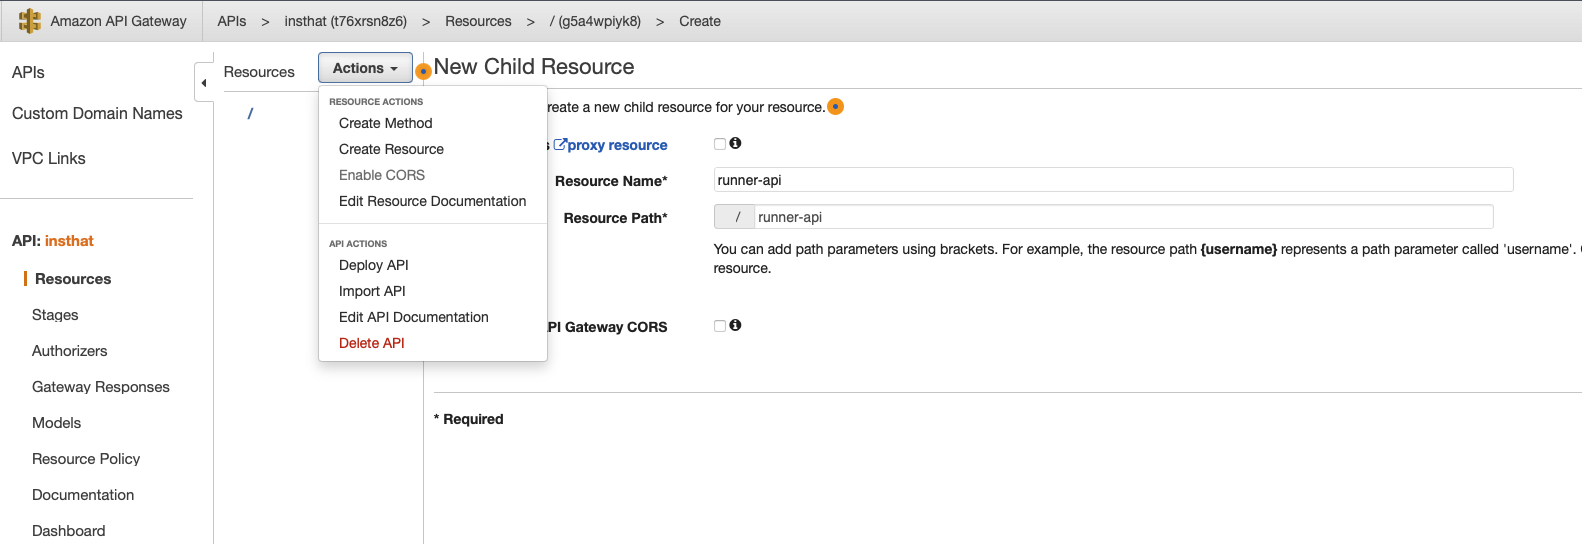 Amazon API Gateway APIs > insthat (t76xrsn8z6) > Resources > / (g5a4wpiyk8) > Create
APIs
Custom Domain Names
VPC Links
API: insthat
Resources
Stages
Authorizers
Gateway Responses
Models
Resource Policy
Documentation
Dashboard
Resources
Actions
/
RESOURCE ACTIONS
Create Method
Create Resource
Enable CORS
Edit Resource Documentation
API ACTIONS
Deploy API
Import API
Edit API Documentation
Delete API
New Child Resource
a new child resource for your resource.
proxy resource
Resource Name* runner-api
Resource Path* / runner-api
You can add path parameters using brackets. For example, the resource path {username} represents a path parameter called 'username'.
resource.
API Gateway CORS
* Required